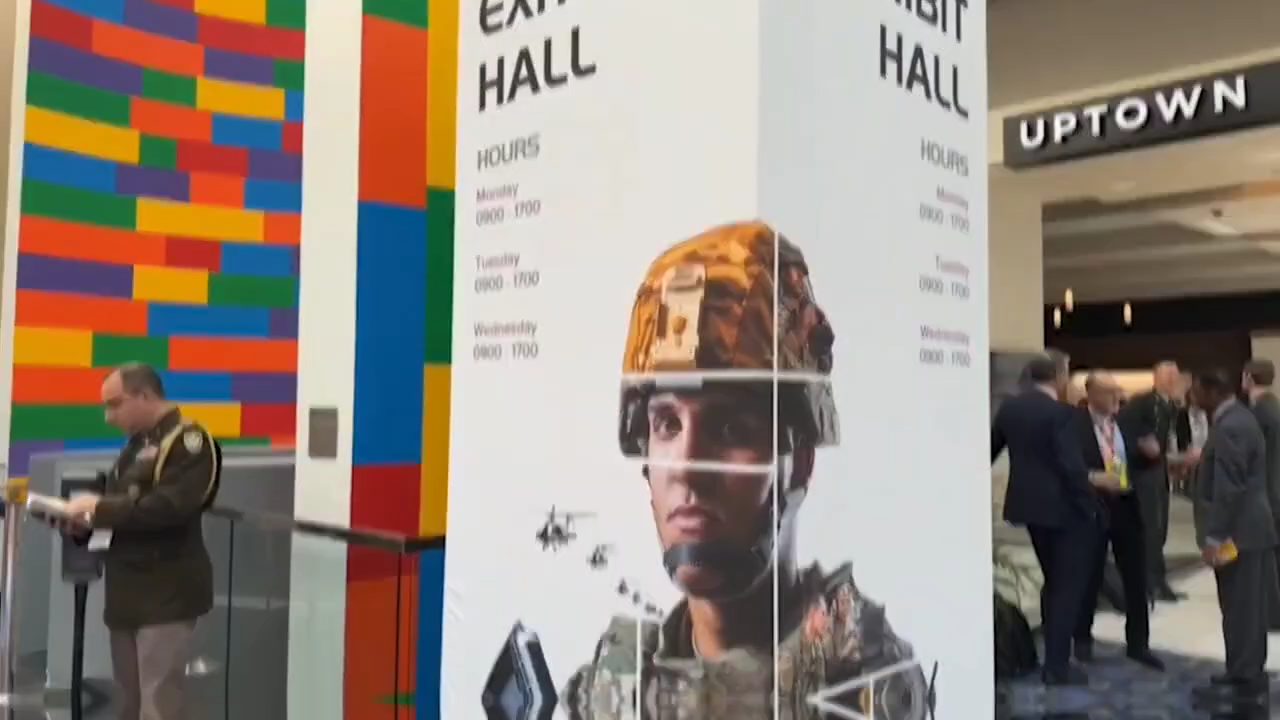 HALL
HOURS
Monday
0900 - 1700
Tuesday
0900 - 1700
Wednesday
0900 - 1700
HALL
HOURS
Monday
0900 - 1700
Tuesday
0900 - 1700
Wednesday
0900 - 1700
UPTOWN